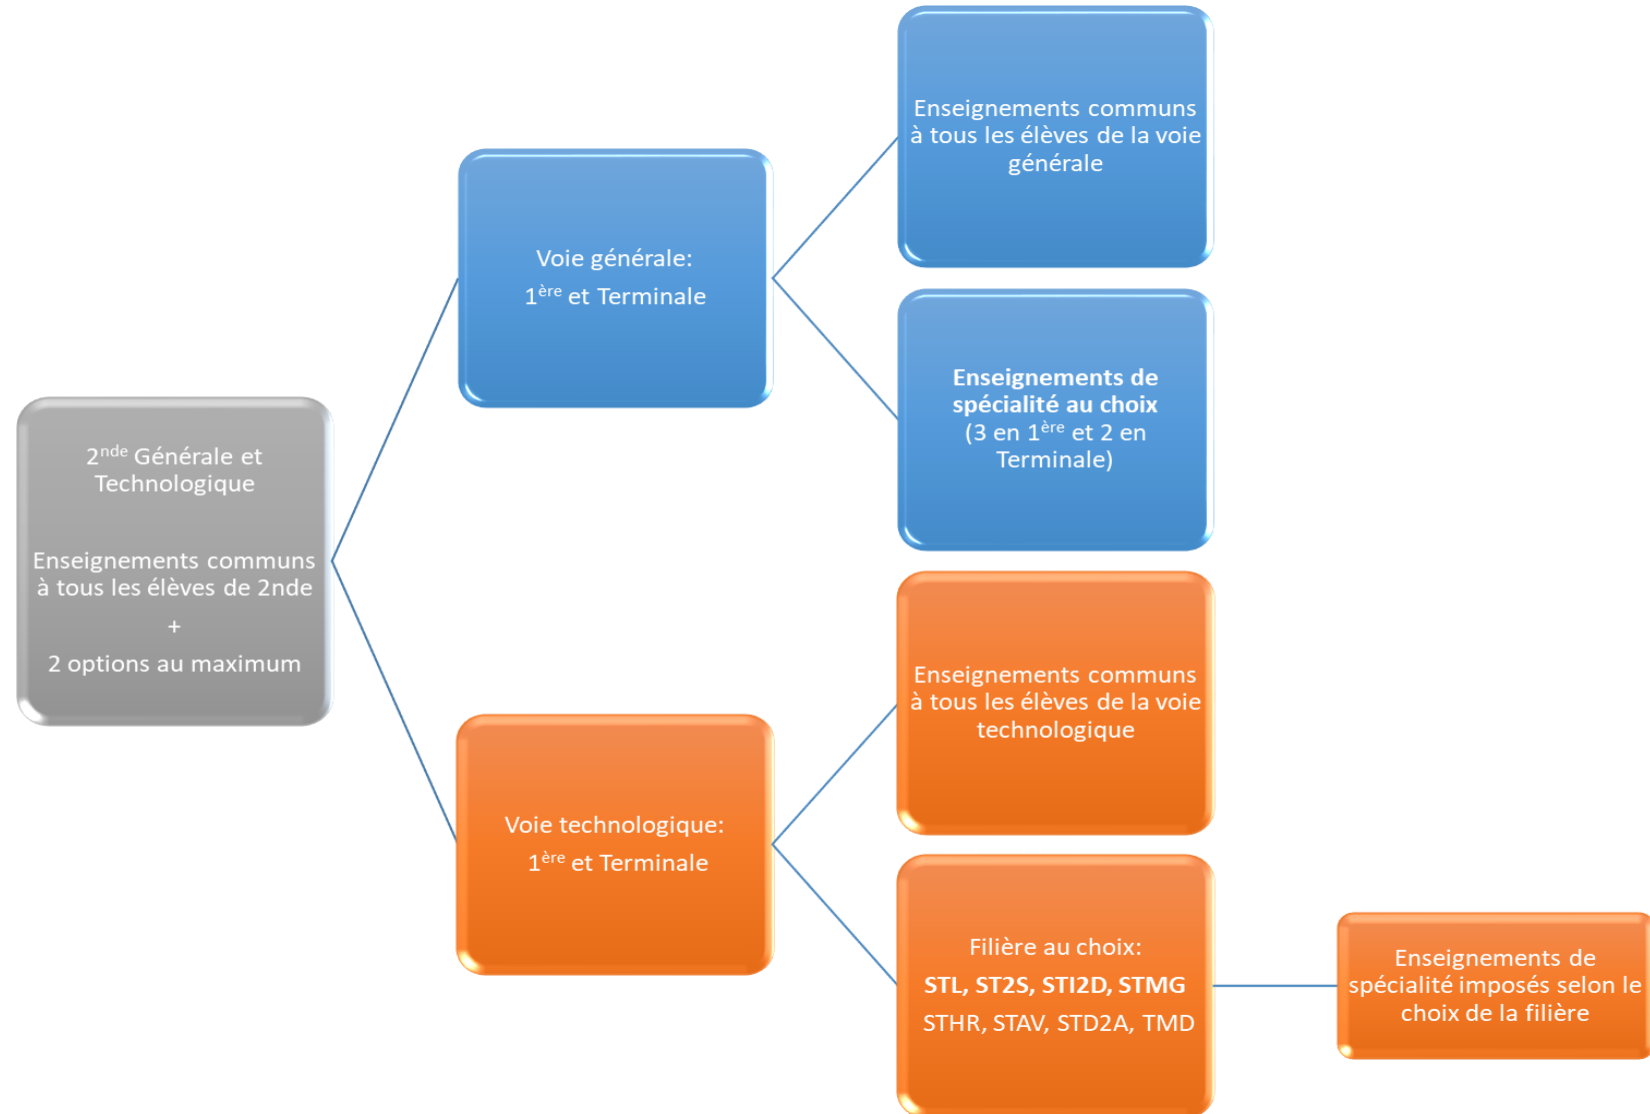 2nde Générale et
Technologique
Enseignements communs
à tous les élèves de 2nde
+
2 options au maximum
Voie générale:
1ère et Terminale
Enseignements communs
à tous les élèves de la voie
générale
Enseignements de
spécialité au choix
(3 en 1ère et 2 en
Terminale)
Voie technologique:
1ère et Terminale
Enseignements communs
à tous les élèves de la voie
technologique
Filière au choix:
STL, ST2S, STI2D, STMG
STHR, STAV, STD2A, TMD
Enseignements de
spécialité imposés selon le
choix de la filière